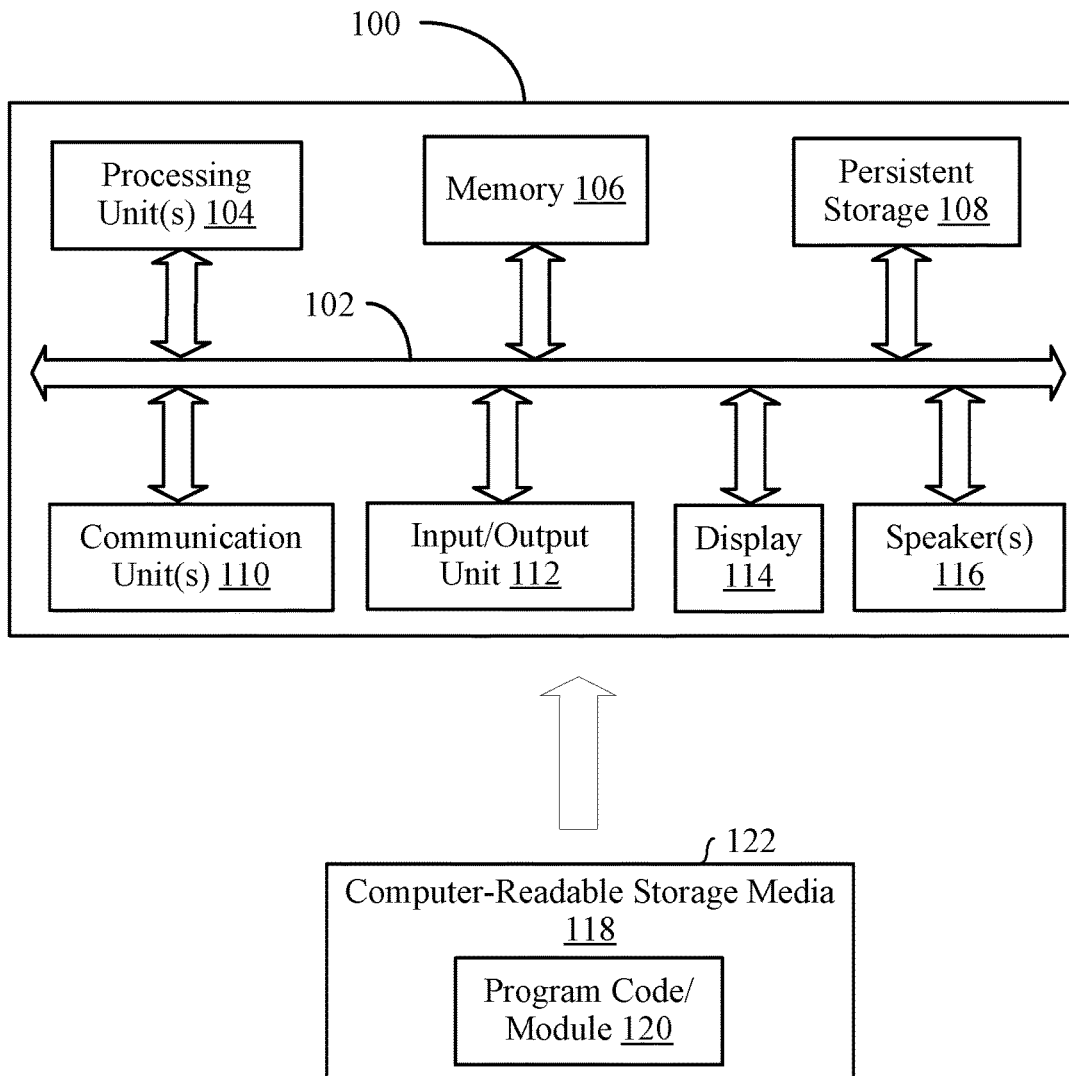 100
Processing
Unit(s) 104
Memory 106
Persistent
Storage 108
102
Communication
Unit(s) 110
Input/Output
Unit 112
Display
114
Speaker(s)
116
122
Computer-Readable Storage Media
118
Program Code/
Module 120